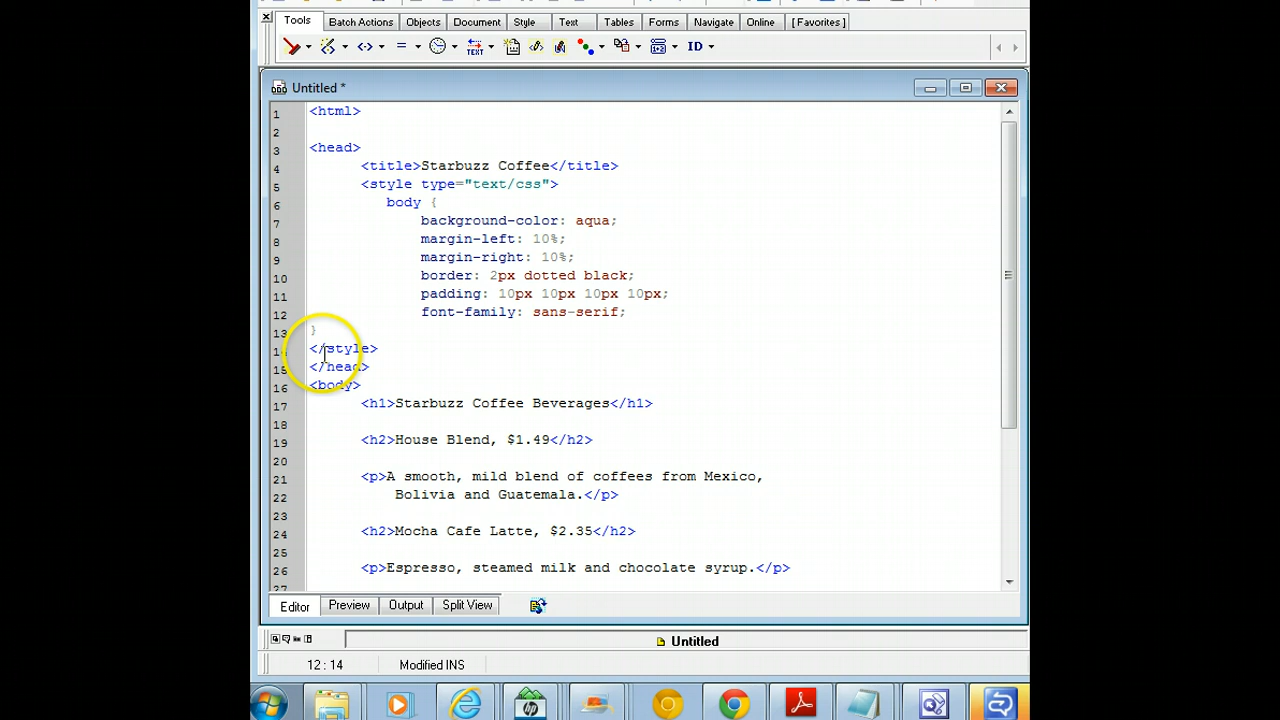 Tools Batch Actions Objects Document Style Text Tables Forms Navigate Online [ Favorites ]
TEXT ID
Untitled *
1 <html>
2
3 <head>
4 <title>Starbuzz Coffee</title>
5 <style type="text/css">
6 body {
7 background-color: aqua;
8 margin-left: 10%;
9 margin-right: 10%;
10 border: 2px dotted black;
11 padding: 10px 10px 10px 10px;
12 font-family: sans-serif;
13 }
14 </style>
15 </head>
16 <body>
17 <h1>Starbuzz Coffee Beverages</h1>
18
19 <h2>House Blend, $1.49</h2>
20
21 <p>A smooth, mild blend of coffees from Mexico,
22 Bolivia and Guatemala.</p>
23
24 <h2>Mocha Cafe Latte, $2.35</h2>
25
26 <p>Espresso, steamed milk and chocolate syrup.</p>
27
Editor Preview Output Split View
Untitled
12 : 14 Modified INS
hp